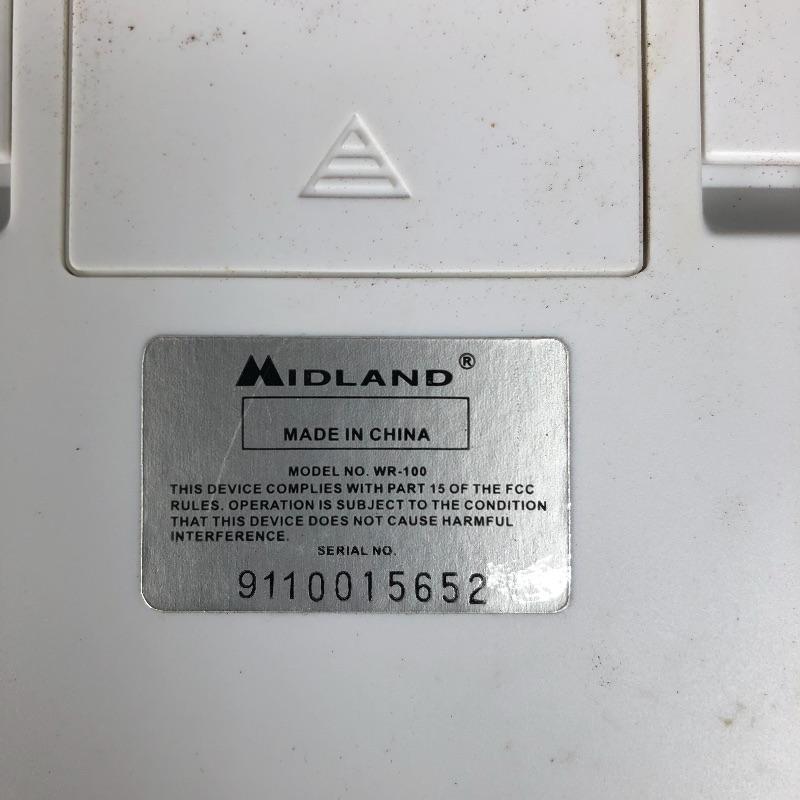 MIDLAND®
MADE IN CHINA
MODEL NO. WR-100
THIS DEVICE COMPLIES WITH PART 15 OF THE FCC
RULES. OPERATION IS SUBJECT TO THE CONDITION
THAT THIS DEVICE DOES NOT CAUSE HARMFUL
INTERFERENCE.
SERIAL NO.
9110015652